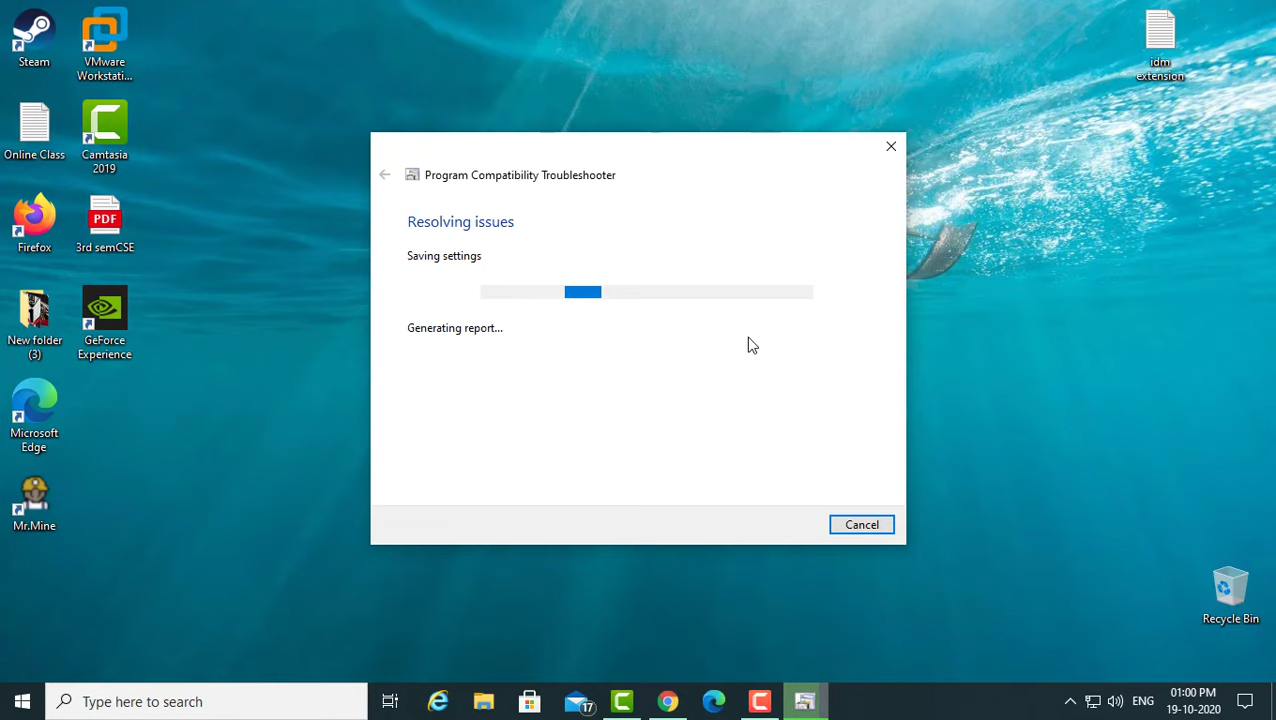 Steam
VMware
Workstati...
idm
extension
Online Class
Camtasia
2019
Program Compatibility Troubleshooter
Resolving issues
Saving settings
Generating report...
Cancel
Firefox
PDF
3rd semCSE
New folder
(3)
GeForce
Experience
Microsoft
Edge
Mr.Mine
Recycle Bin
Type here to search
17
ENG
01:00 PM
19-10-2020